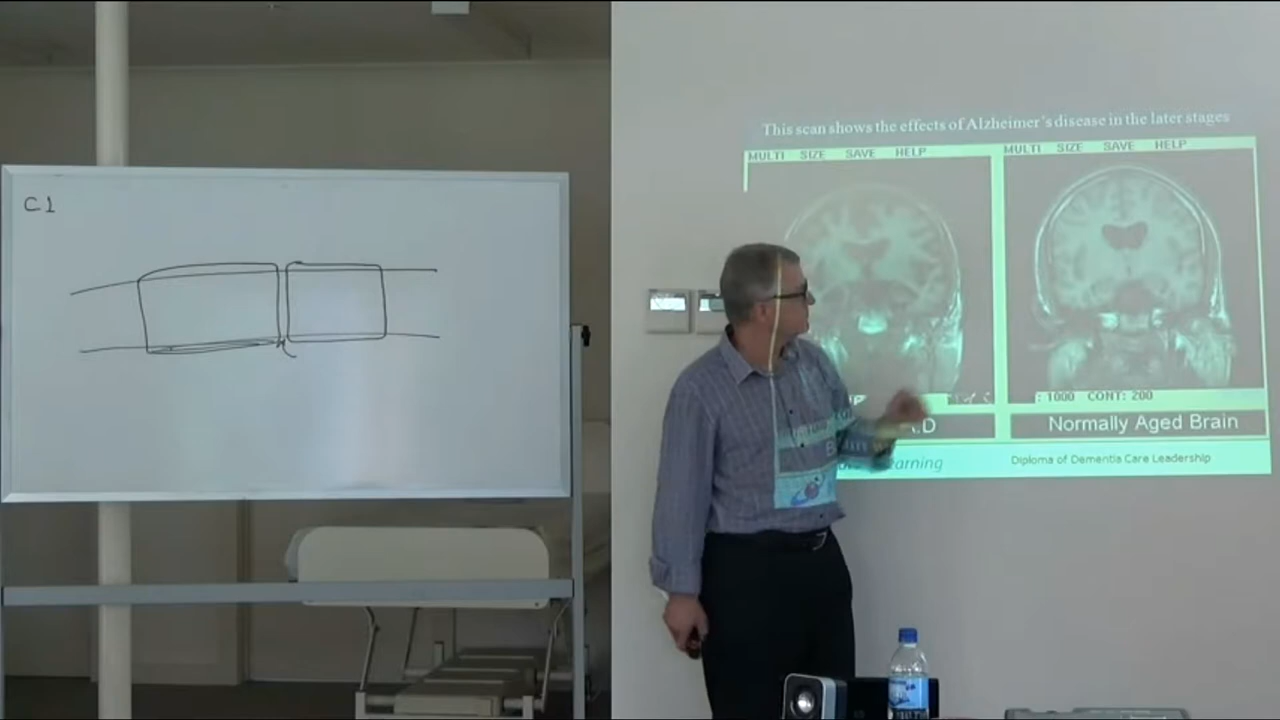 C1
This scan shows the effects of Alzheimer's disease in the later stages
MULTI SIZE SAVE HELP
MULTI SIZE SAVE HELP
: 1000 CONT: 200
Normally Aged Brain
Diploma of Dementia Care Leadership